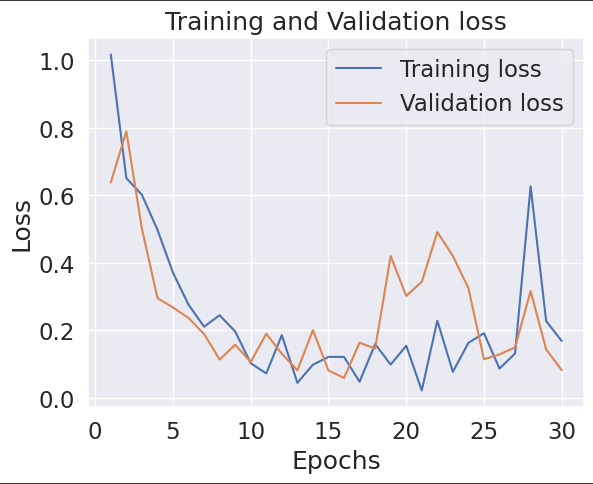 Training and Validation loss
Training loss
Validation loss
1.0
0.8
0.6
0.4
0.2
0.0
Loss
0 5 10 15 20 25 30
Epochs